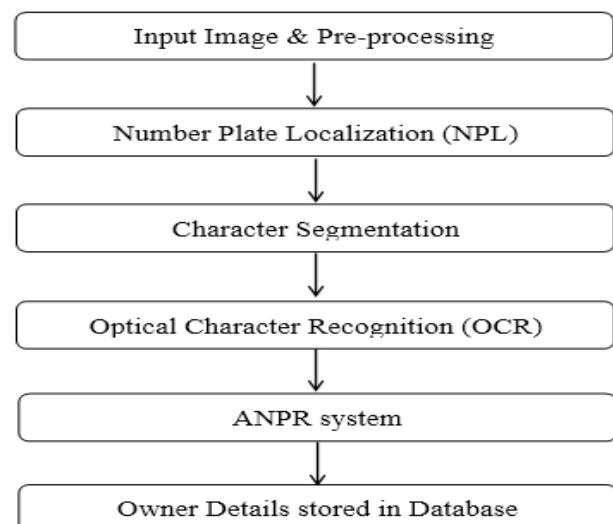 Input Image & Pre-processing
Number Plate Localization (NPL)
Character Segmentation
Optical Character Recognition (OCR)
ANPR system
Owner Details stored in Database